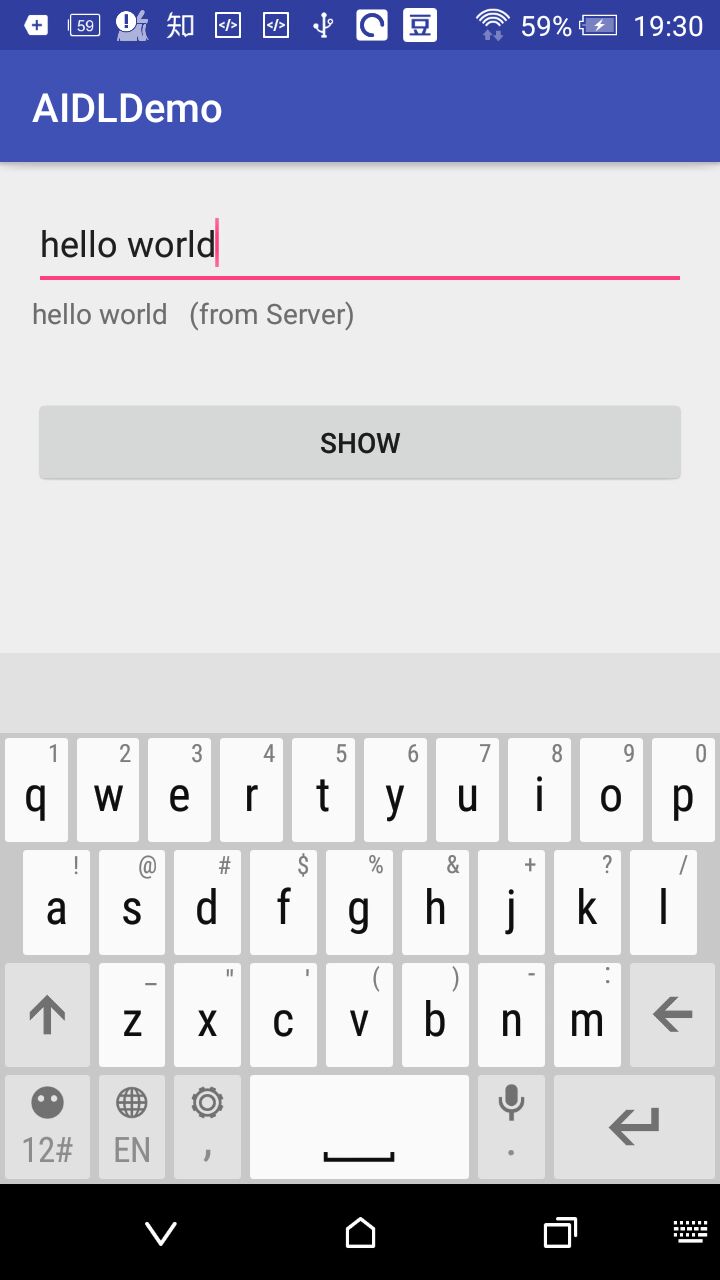 59 知 </> </> 豆 59% 19:30
AIDLDemo
hello world
hello world (from Server)
SHOW
1 2 3 4 5 6 7 8 9 0
q w e r t y u i o p
! @ # $ % & + ? /
a s d f g h j k l
_ " ' ( ) - :
z x c v b n m
12# EN , .